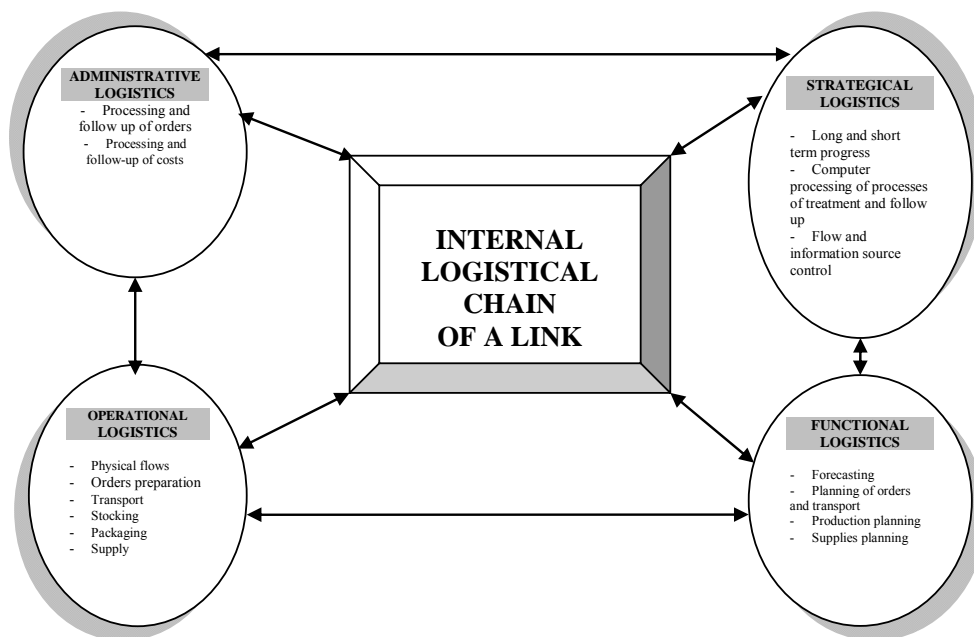 ADMINISTRATIVE
LOGISTICS
- Processing and
follow up of orders
- Processing and
follow-up of costs
STRATEGICAL
LOGISTICS
- Long and short
term progress
- Computer
processing of processes
of treatment and follow
up
- Flow and
information source
control
INTERNAL
LOGISTICAL
CHAIN
OF A LINK
OPERATIONAL
LOGISTICS
- Physical flows
- Orders preparation
- Transport
- Stocking
- Packaging
- Supply
FUNCTIONAL
LOGISTICS
- Forecasting
- Planning of orders
and transport
- Production planning
- Supplies planning